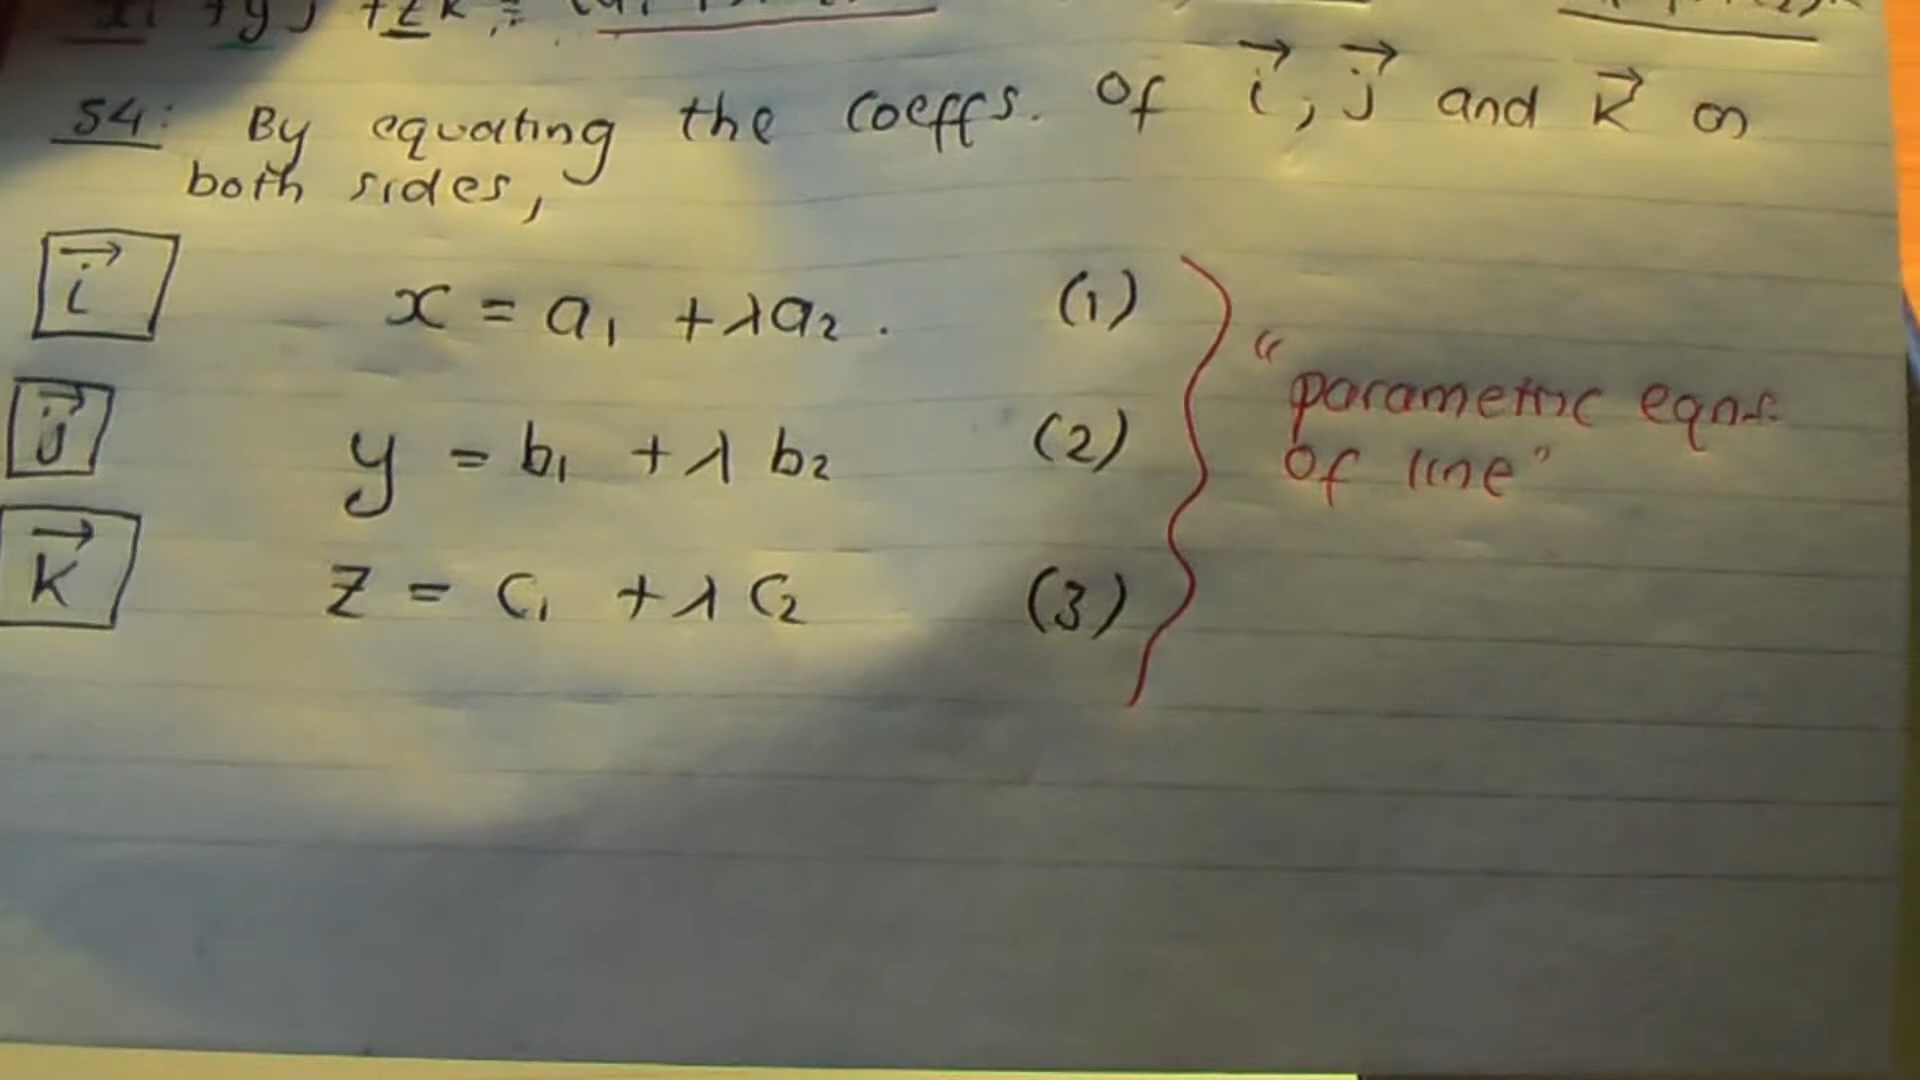 + y j + z k =
S4: By equating the coeffs. of i, j and k on
both sides,
i x = a₁ + λa₂. (1)
j y = b₁ + λ b₂ (2)
k z = c₁ + λ c₂ (3)
"parametric eqns.
of line"